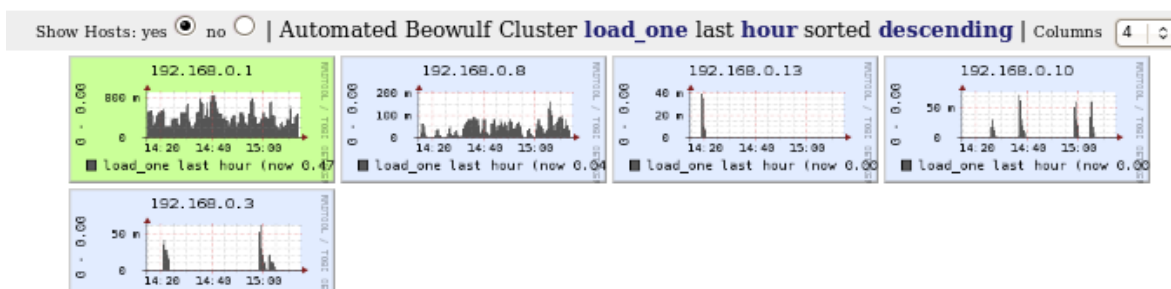 Show Hosts: yes no | Automated Beowulf Cluster load_one last hour sorted descending | Columns 4
192.168.0.1
800 m
0
0 - 0.00
14:20 14:40 15:00
load_one last hour (now 0.47
192.168.0.8
200 m
100 m
0
0 - 0.00
14:20 14:40 15:00
load_one last hour (now 0.04
192.168.0.13
40 m
20 m
0
0 - 0.00
14:20 14:40 15:00
load_one last hour (now 0.00
192.168.0.10
50 m
0
0 - 0.00
14:20 14:40 15:00
load_one last hour (now 0.00
192.168.0.3
50 m
0
0 - 0.00
14:20 14:40 15:00